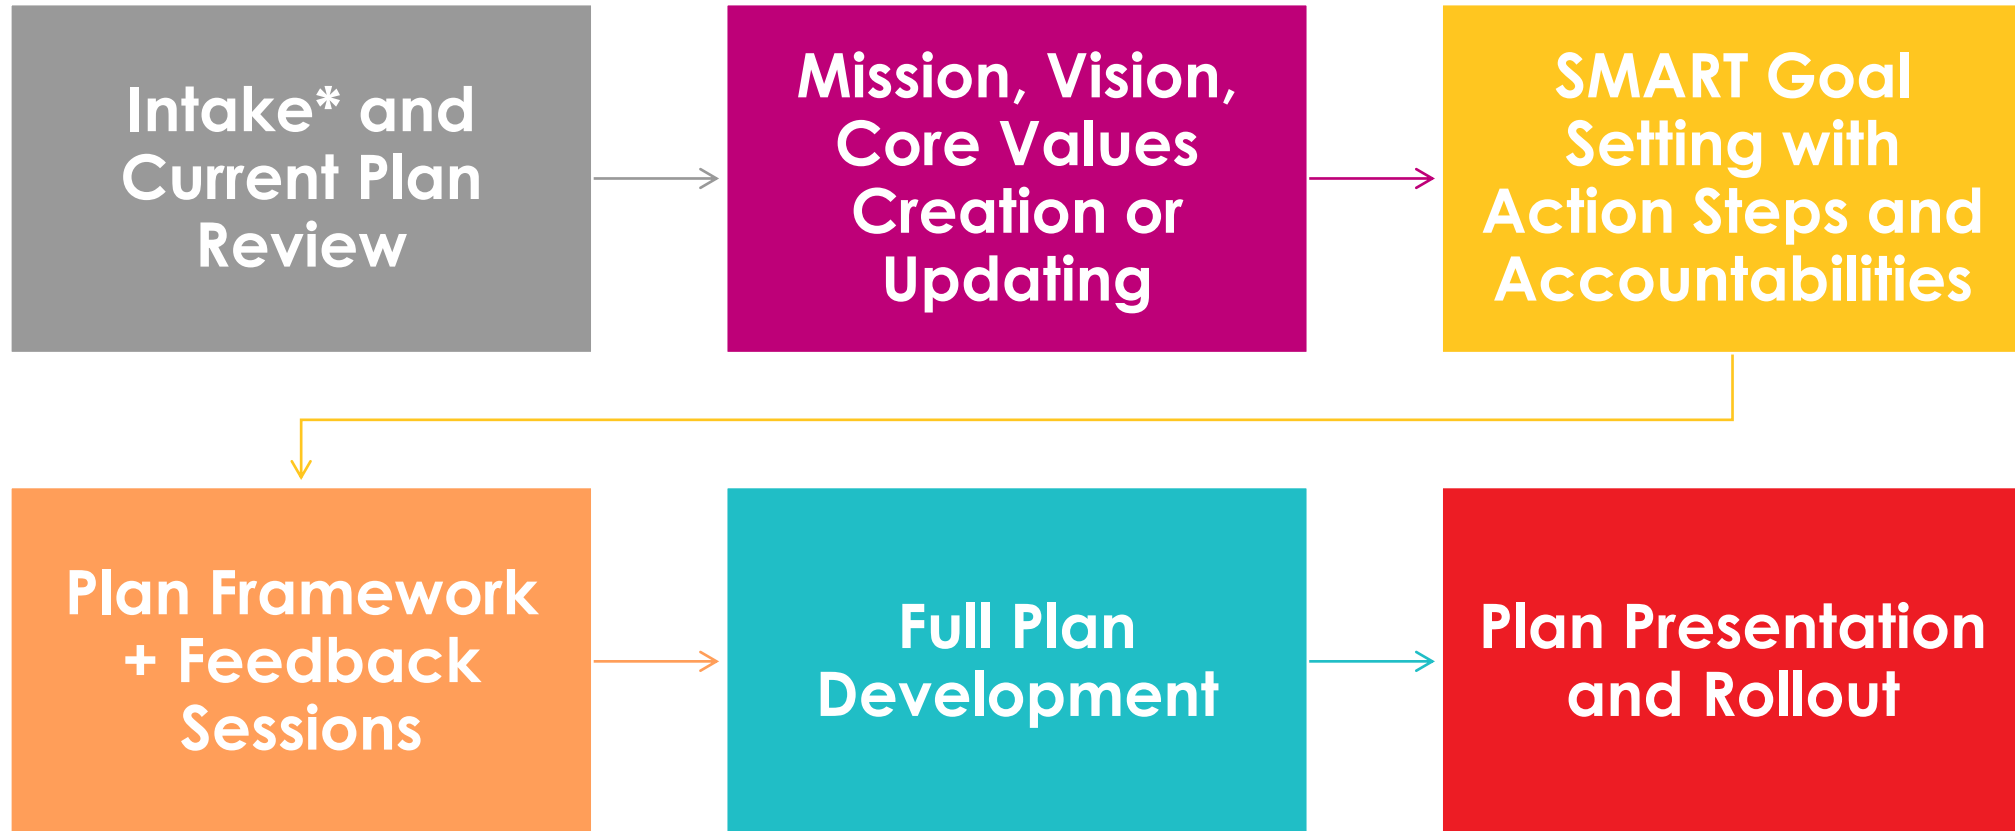 Intake* and
Current Plan
Review
Mission, Vision,
Core Values
Creation or
Updating
SMART Goal
Setting with
Action Steps and
Accountabilities
Plan Framework
+ Feedback
Sessions
Full Plan
Development
Plan Presentation
and Rollout